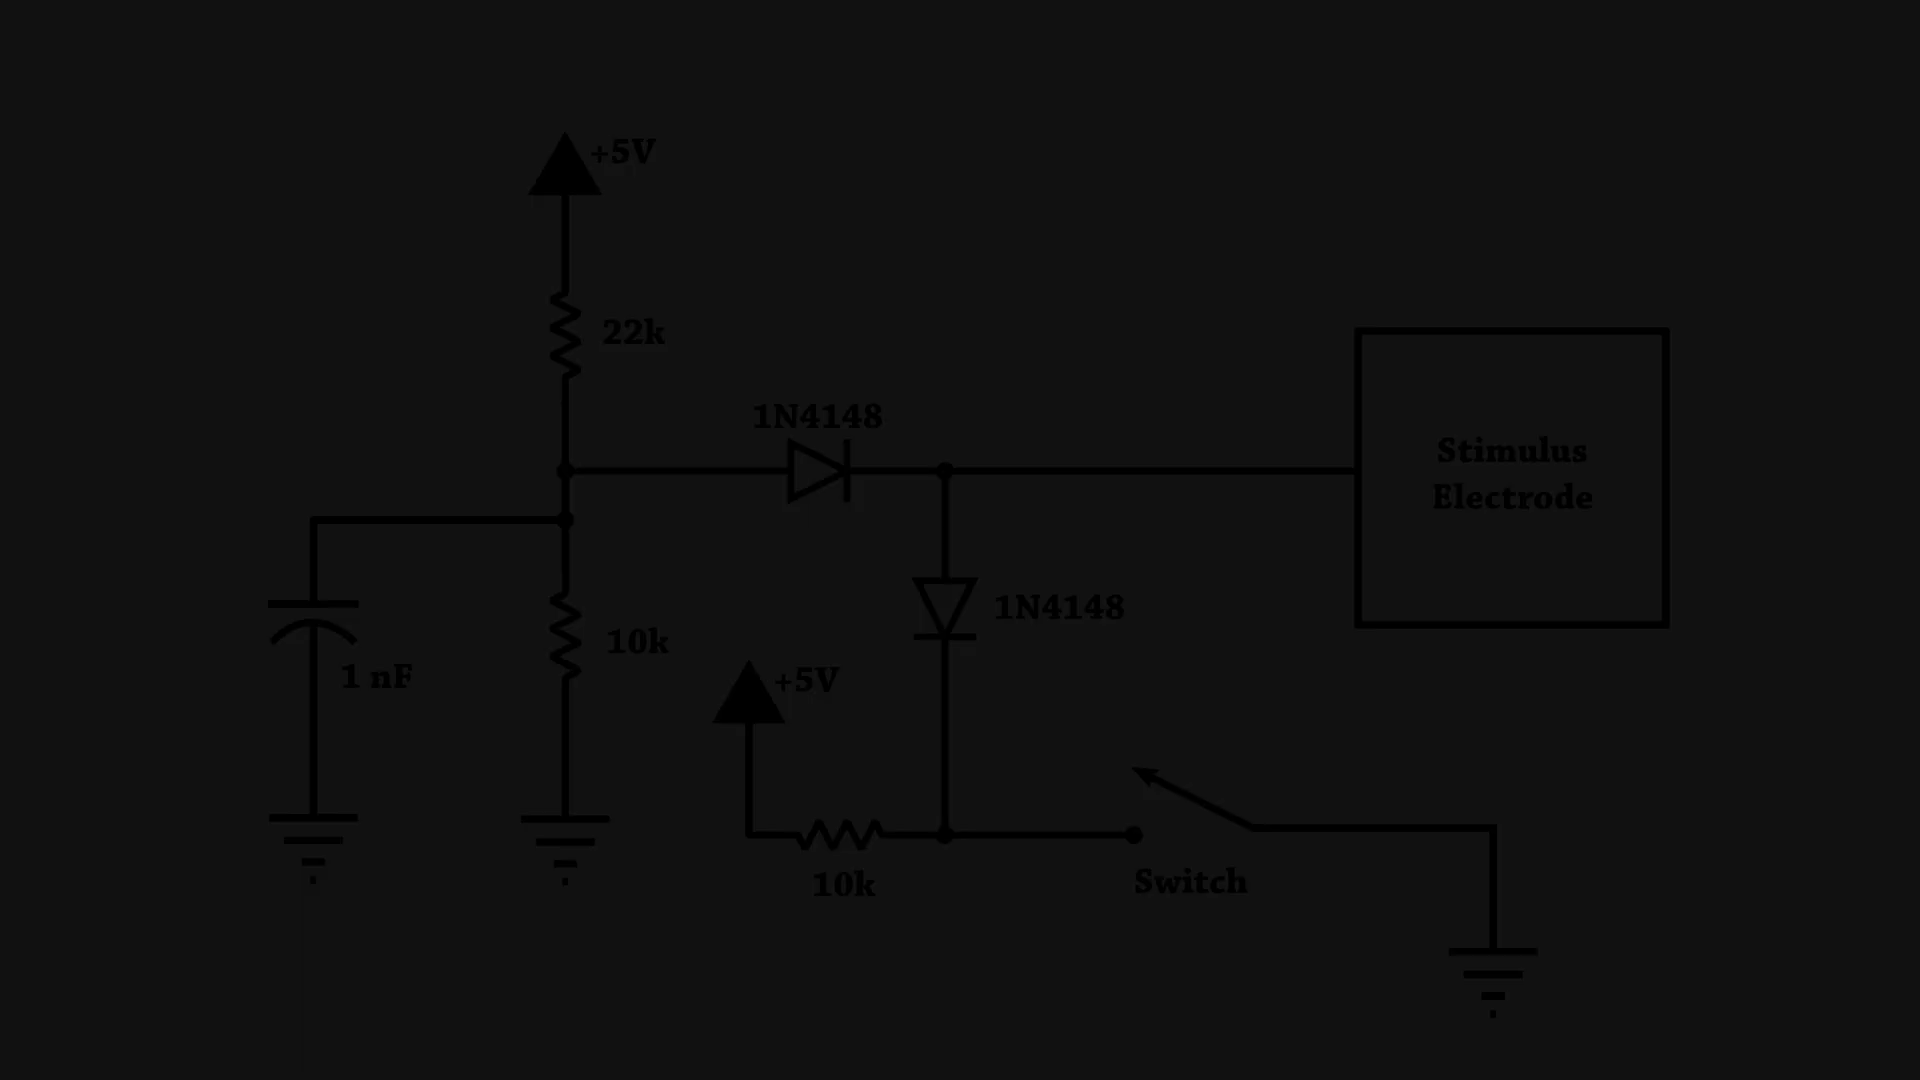 +5V
22k
1N4148
Stimulus
Electrode
1N4148
10k
1 nF
+5V
10k
Switch